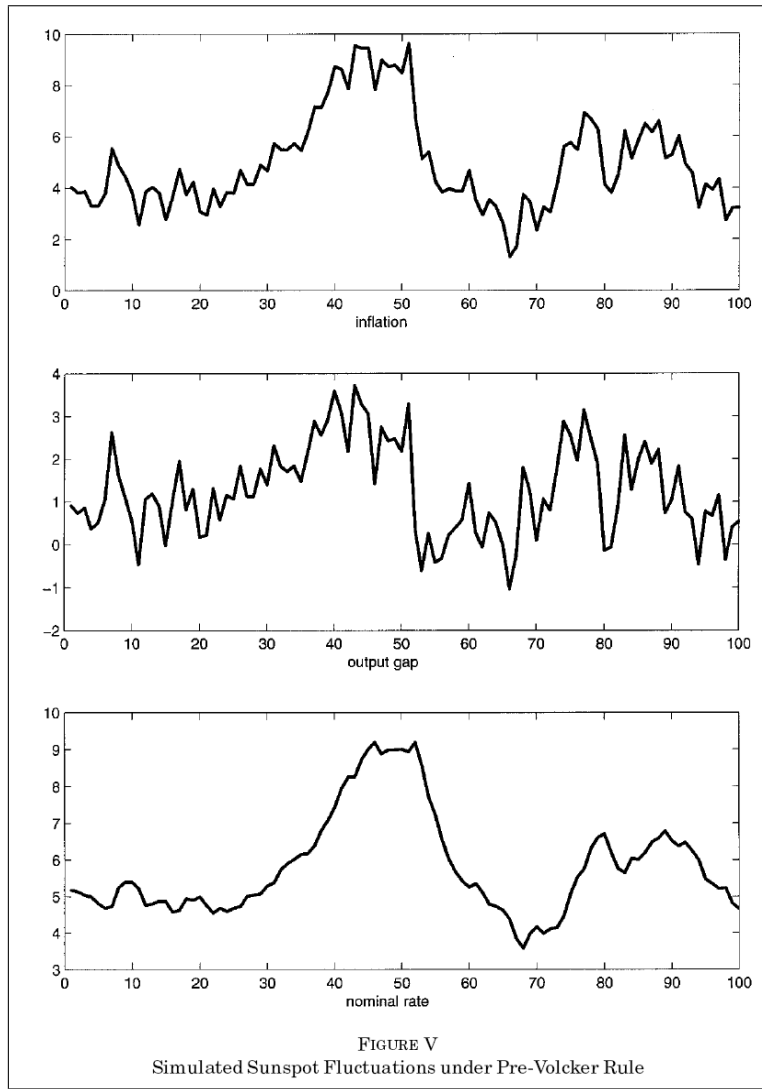 10
8
6
4
2
0
0 10 20 30 40 50 60 70 80 90 100
inflation
4
3
2
1
0
−1
−2
0 10 20 30 40 50 60 70 80 90 100
output gap
10
9
8
7
6
5
4
3
0 10 20 30 40 50 60 70 80 90 100
nominal rate
FIGURE V
Simulated Sunspot Fluctuations under Pre-Volcker Rule